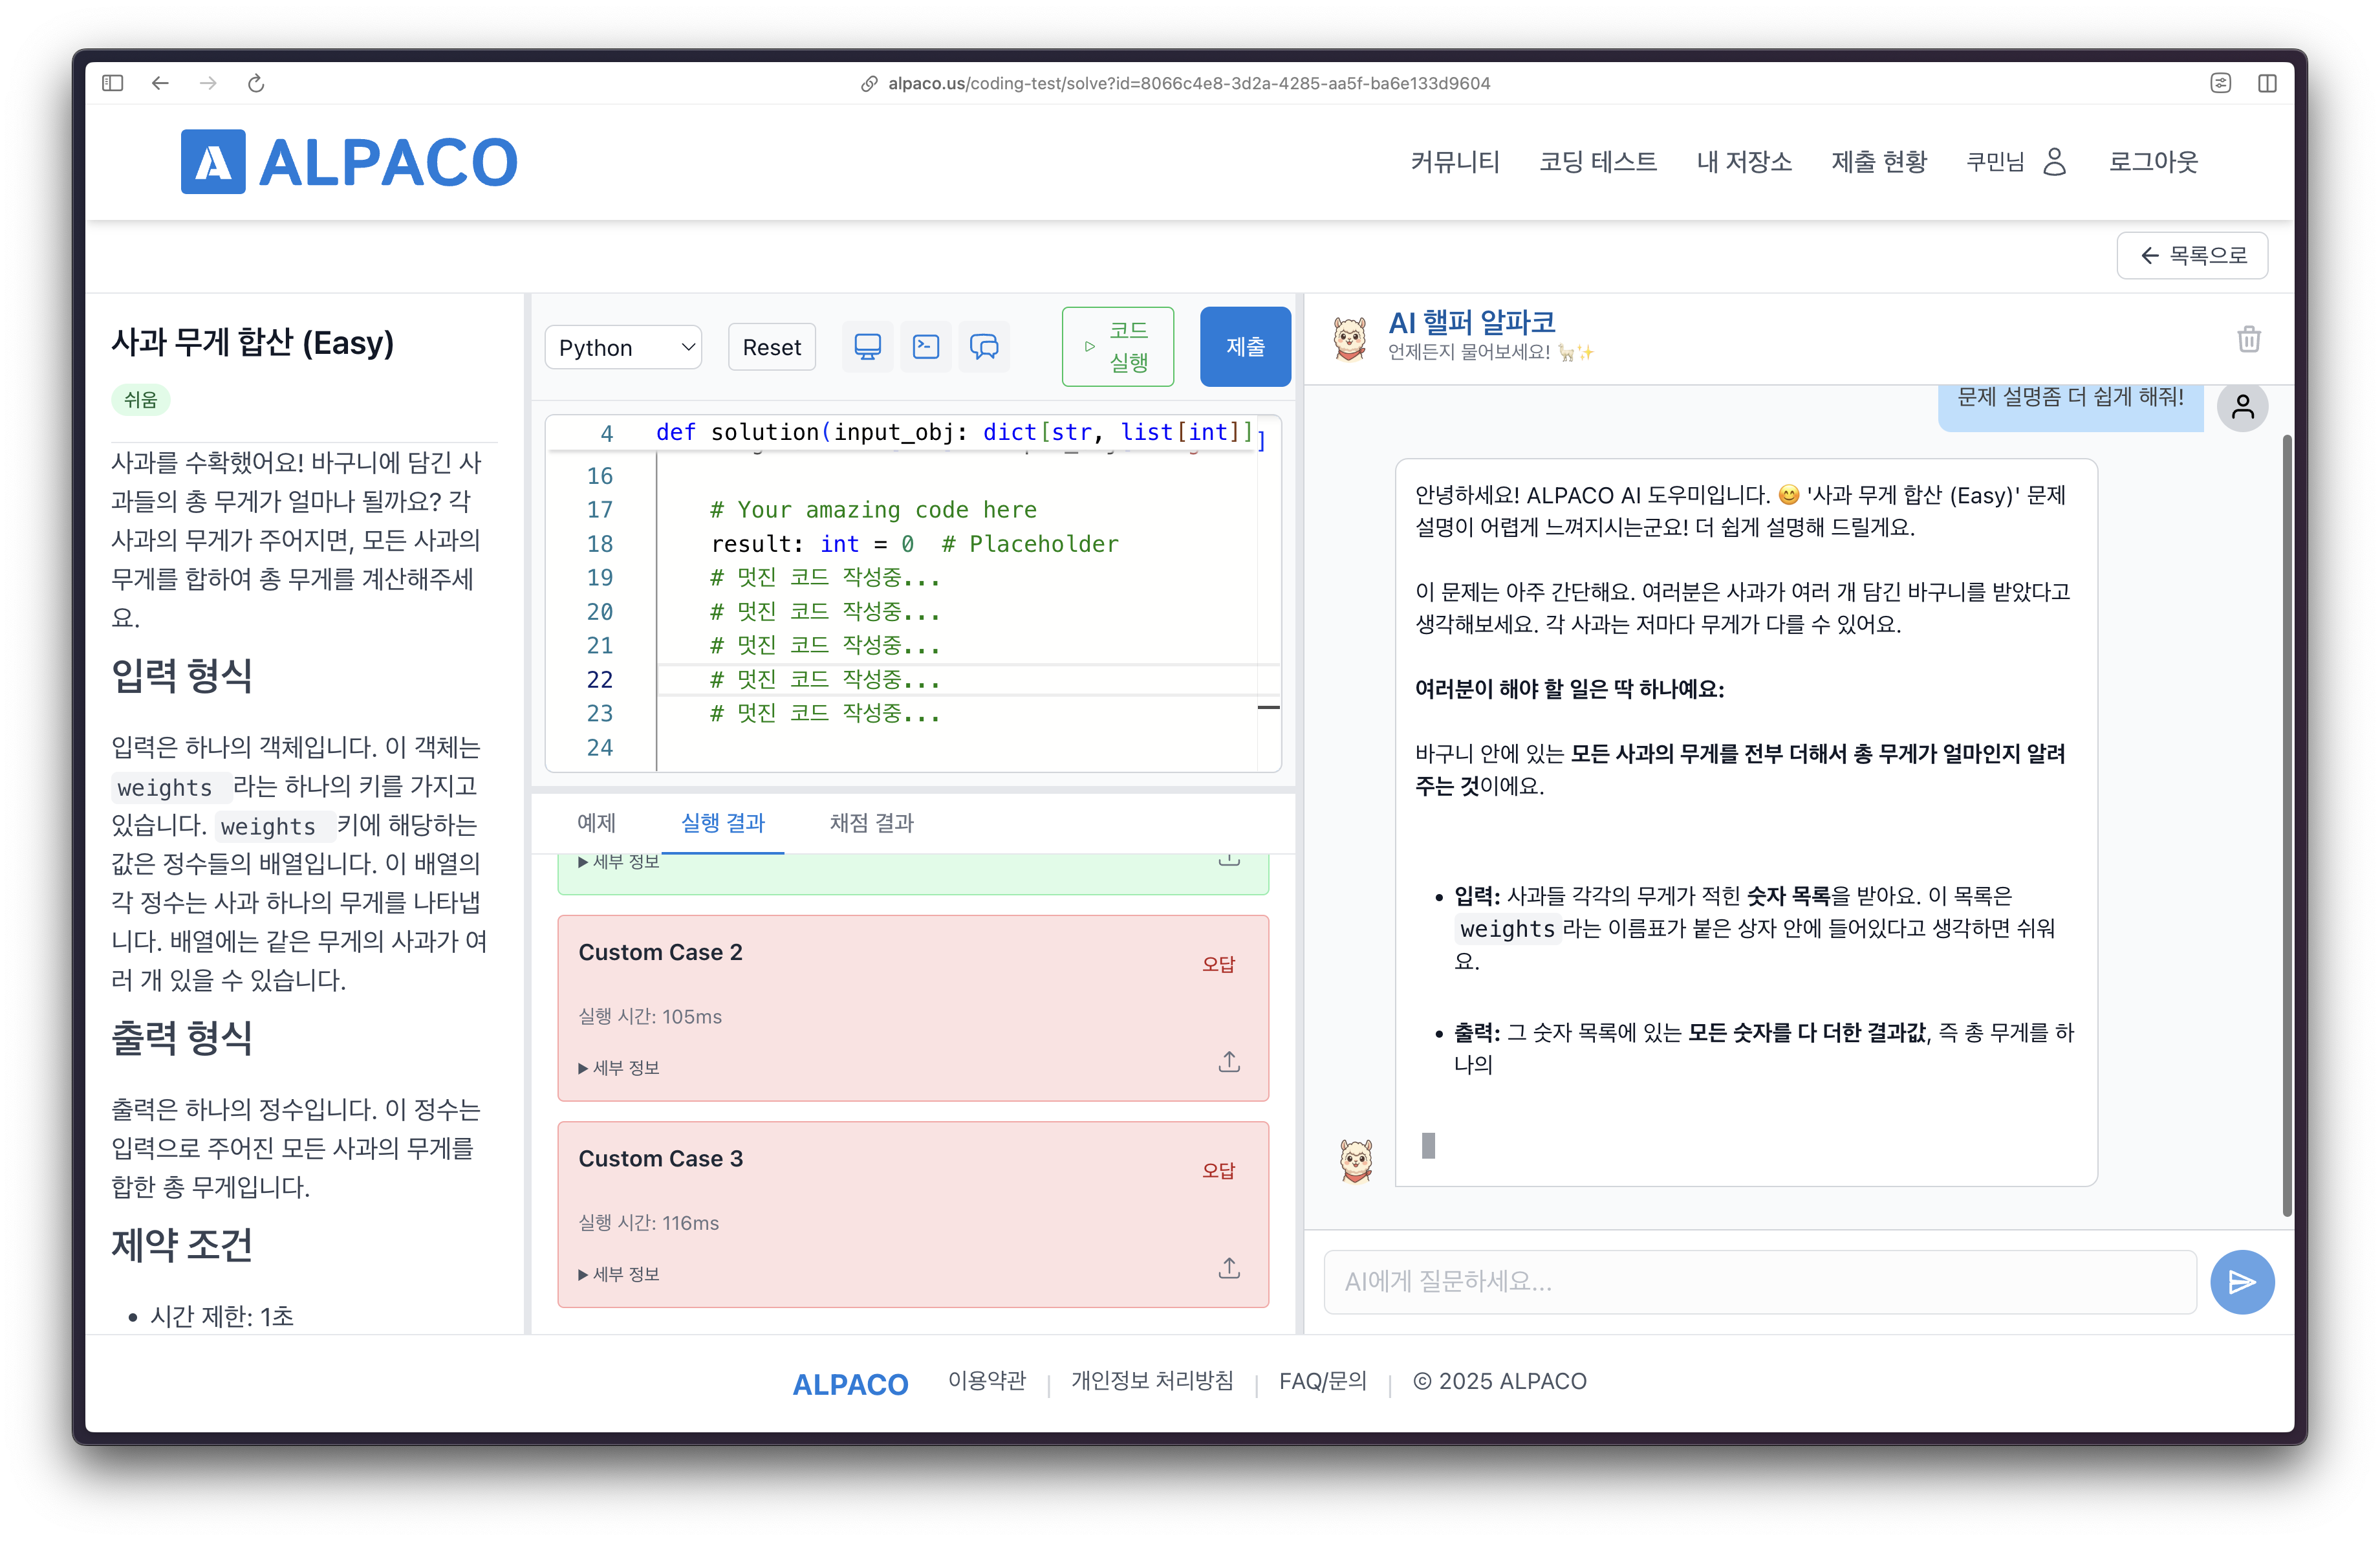 alpaco.us/coding-test/solve?id=8066c4e8-3d2a-4285-aa5f-ba6e133d9604
ALPACO
커뮤니티
코딩 테스트
내 저장소
제출 현황
쿠민님
로그아웃
← 목록으로
사과 무게 합산 (Easy)
쉬움
사과를 수확했어요! 바구니에 담긴 사
과들의 총 무게가 얼마나 될까요? 각
사과의 무게가 주어지면, 모든 사과의
무게를 합하여 총 무게를 계산해주세
요.
입력 형식
입력은 하나의 객체입니다. 이 객체는
weights 라는 하나의 키를 가지고
있습니다. weights 키에 해당하는
값은 정수들의 배열입니다. 이 배열의
각 정수는 사과 하나의 무게를 나타냅
니다. 배열에는 같은 무게의 사과가 여
러 개 있을 수 있습니다.
출력 형식
출력은 하나의 정수입니다. 이 정수는
입력으로 주어진 모든 사과의 무게를
합한 총 무게입니다.
제약 조건
• 시간 제한: 1초
Python
Reset
코드
실행
제출
4 def solution(input_obj: dict[str, list[int]]
16
17 # Your amazing code here
18 result: int = 0 # Placeholder
19 # 멋진 코드 작성중...
20 # 멋진 코드 작성중...
21 # 멋진 코드 작성중...
22 # 멋진 코드 작성중...
23 # 멋진 코드 작성중...
24
예제
실행 결과
채점 결과
▶ 세부 정보
Custom Case 2
오답
실행 시간: 105ms
▶ 세부 정보
Custom Case 3
오답
실행 시간: 116ms
▶ 세부 정보
AI 핼퍼 알파코
언제든지 물어보세요! 🦙✨
문제 설명좀 더 쉽게 해줘!
안녕하세요! ALPACO AI 도우미입니다. 😊 '사과 무게 합산 (Easy)' 문제
설명이 어렵게 느껴지시는군요! 더 쉽게 설명해 드릴게요.
이 문제는 아주 간단해요. 여러분은 사과가 여러 개 담긴 바구니를 받았다고
생각해보세요. 각 사과는 저마다 무게가 다를 수 있어요.
여러분이 해야 할 일은 딱 하나예요:
바구니 안에 있는 모든 사과의 무게를 전부 더해서 총 무게가 얼마인지 알려
주는 것이에요.
• 입력: 사과들 각각의 무게가 적힌 숫자 목록을 받아요. 이 목록은
weights라는 이름표가 붙은 상자 안에 들어있다고 생각하면 쉬워
요.
• 출력: 그 숫자 목록에 있는 모든 숫자를 다 더한 결과값, 즉 총 무게를 하
나의
AI에게 질문하세요...
ALPACO
이용약관 | 개인정보 처리방침 | FAQ/문의 | © 2025 ALPACO